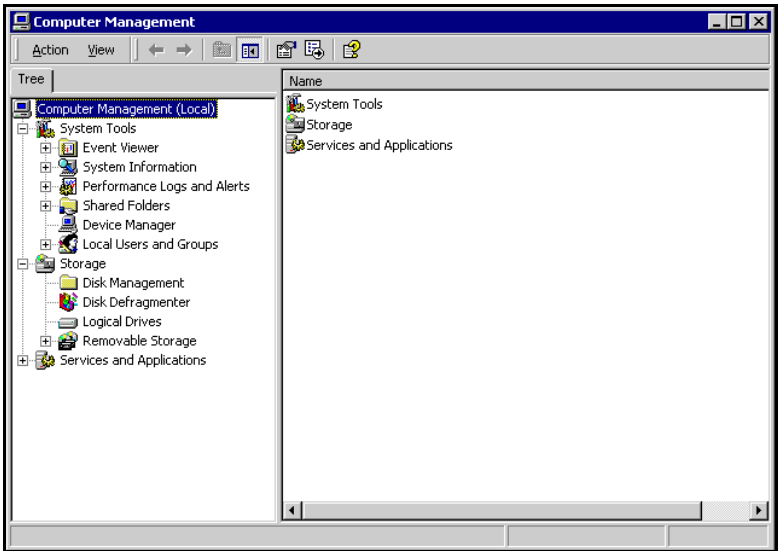 Computer Management
Action View
Tree
Name
Computer Management (Local)
System Tools
Event Viewer
System Information
Performance Logs and Alerts
Shared Folders
Device Manager
Local Users and Groups
Storage
Disk Management
Disk Defragmenter
Logical Drives
Removable Storage
Services and Applications
System Tools
Storage
Services and Applications